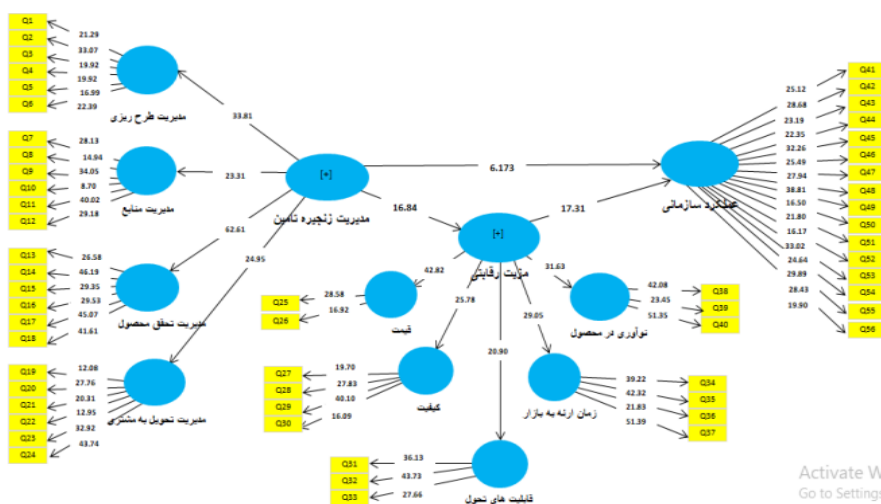 Q1
Q2
Q3
Q4
Q5
Q6
21.29
33.07
19.92
19.92
16.99
22.39
مدیریت طرح ریزی
33.81
Q7
Q8
Q9
Q10
Q11
Q12
28.13
14.94
34.05
8.70
40.02
29.18
مدیریت منابع
23.31
[+]
مدیریت زنجیره تامین
6.173
16.84
Q13
Q14
Q15
Q16
Q17
Q18
26.58
46.19
29.35
29.53
45.07
41.61
مدیریت تحقق محصول
62.61
24.95
Q19
Q20
Q21
Q22
Q23
Q24
12.08
27.76
20.31
12.95
32.92
43.74
مدیریت تحویل به مشتری
[+]
مزیت رقابتی
17.31
42.82
25.78
20.90
29.05
31.63
Q25
Q26
28.58
16.92
قیمت
Q27
Q28
Q29
Q30
19.70
27.83
40.10
16.09
کیفیت
Q31
Q32
Q33
36.13
43.73
27.66
قابلیت های تحول
39.22
42.32
21.83
51.39
Q34
Q35
Q36
Q37
زمان ارئه به بازار
42.08
23.45
51.35
Q38
Q39
Q40
نوآوری در محصول
عملکرد سازمانی
25.12
28.68
23.19
22.35
32.26
25.49
27.94
38.81
16.50
21.80
16.17
33.02
24.64
29.89
28.43
19.90
Q41
Q42
Q43
Q44
Q45
Q46
Q47
Q48
Q49
Q50
Q51
Q52
Q53
Q54
Q55
Q56
Activate W
Go to Settings